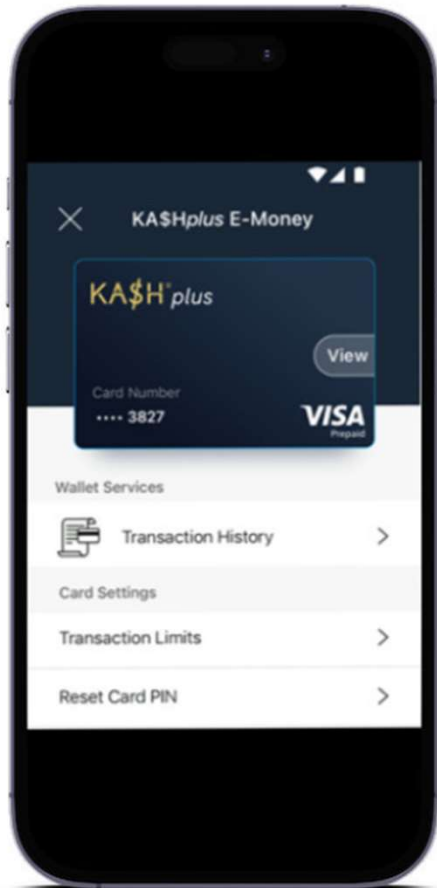 KA$Hplus E-Money
KA$H® plus
View
Card Number
•••• 3827
VISA
Prepaid
Wallet Services
Transaction History
Card Settings
Transaction Limits
Reset Card PIN